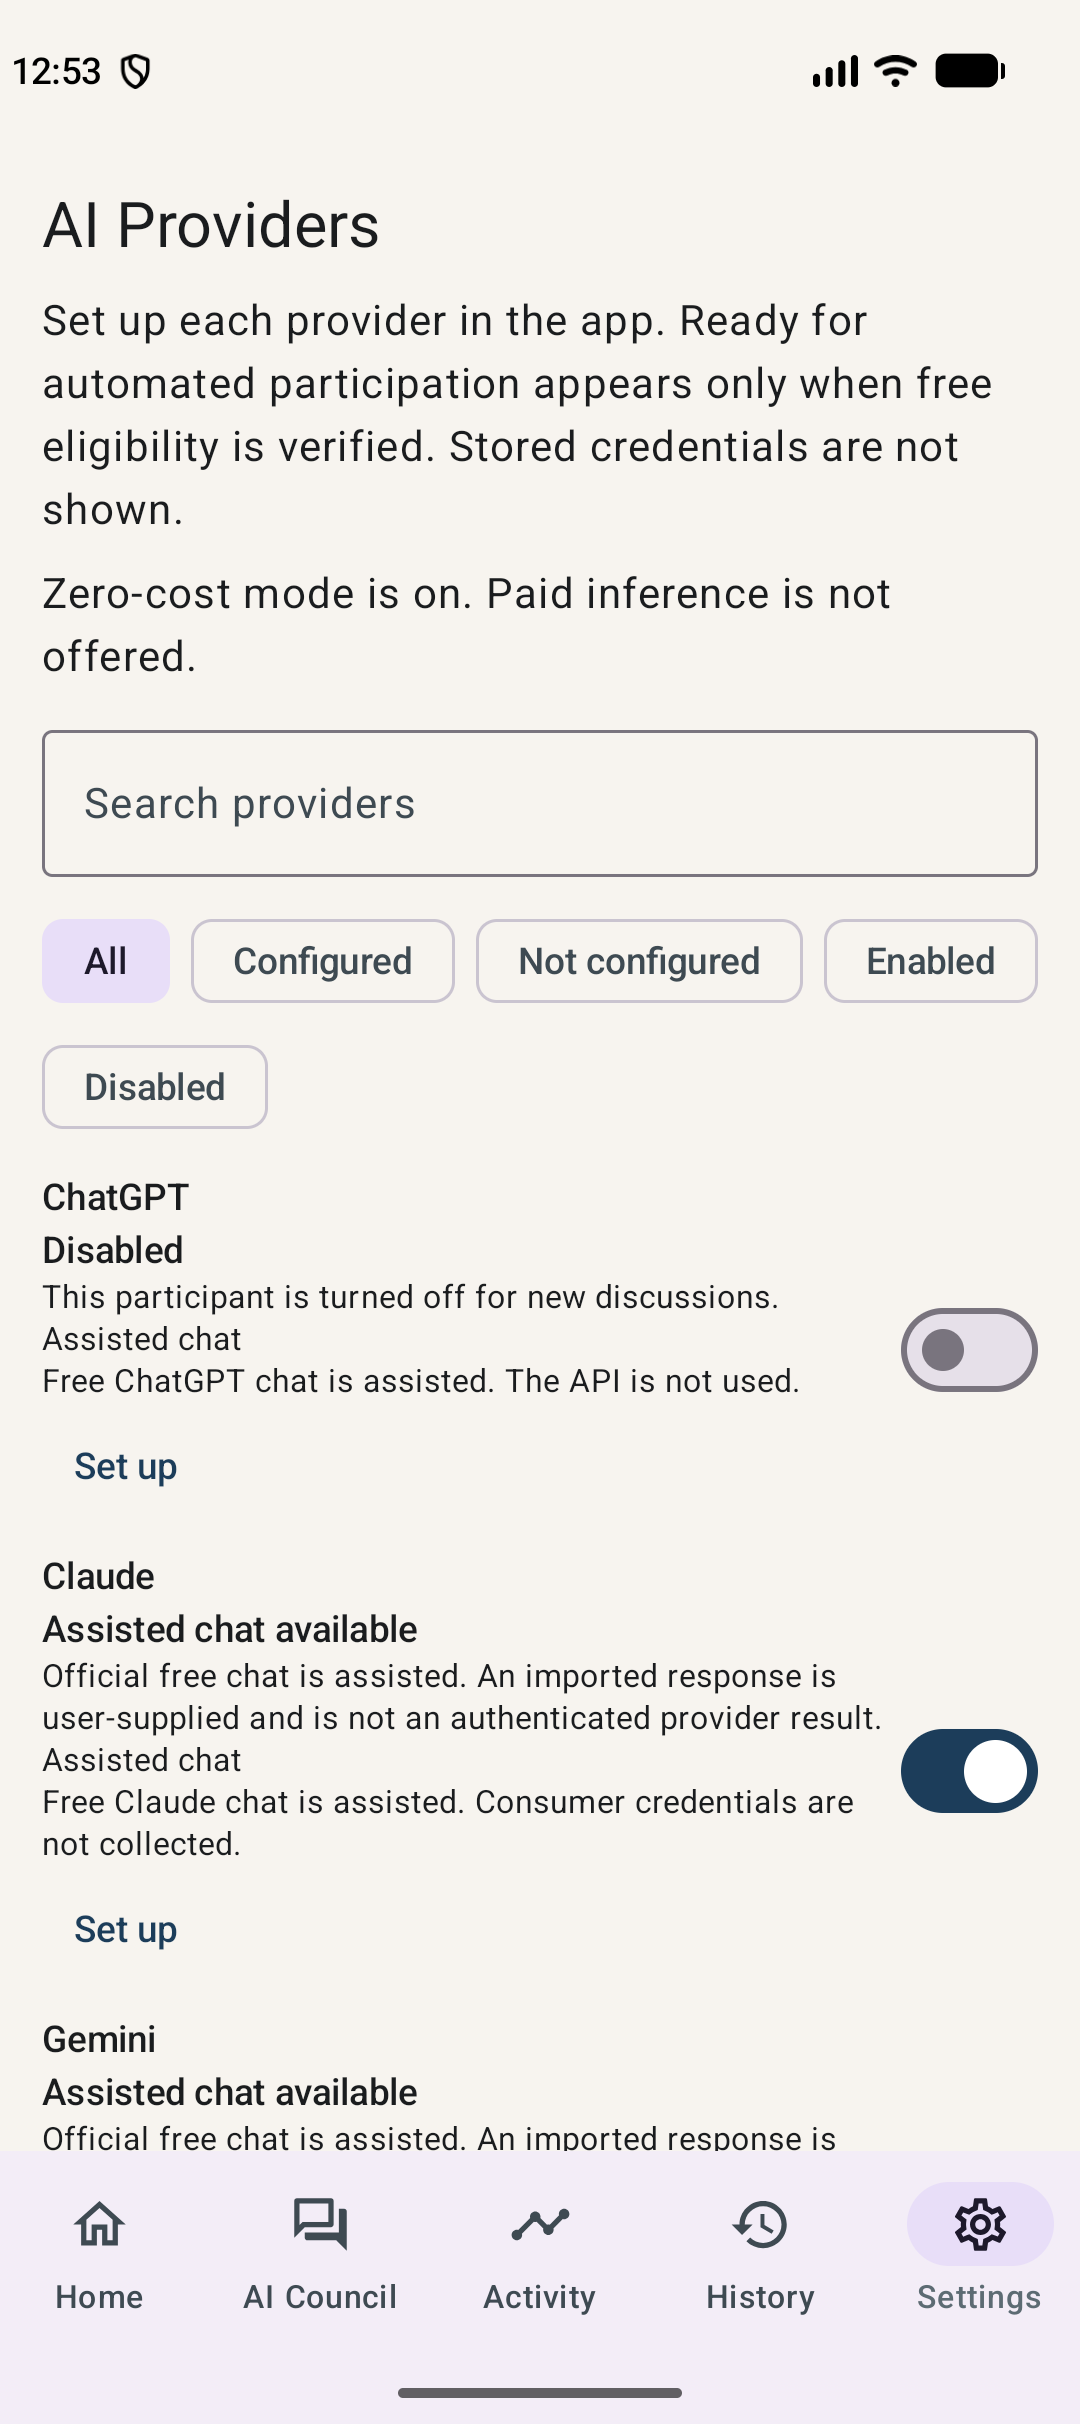 12:53
AI Providers
Set up each provider in the app. Ready for
automated participation appears only when free
eligibility is verified. Stored credentials are not
shown.
Zero-cost mode is on. Paid inference is not
offered.
Search providers
All
Configured
Not configured
Enabled
Disabled
ChatGPT
Disabled
This participant is turned off for new discussions.
Assisted chat
Free ChatGPT chat is assisted. The API is not used.
Set up
Claude
Assisted chat available
Official free chat is assisted. An imported response is
user-supplied and is not an authenticated provider result.
Assisted chat
Free Claude chat is assisted. Consumer credentials are
not collected.
Set up
Gemini
Assisted chat available
Official free chat is assisted. An imported response is
Home
AI Council
Activity
History
Settings